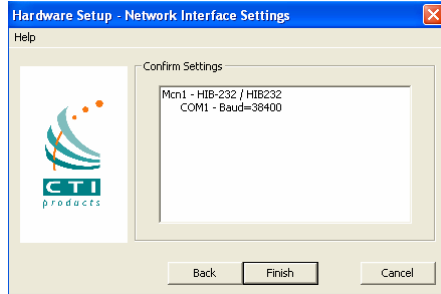 Hardware Setup - Network Interface Settings
Help
Confirm Settings
Mcn1 - HIB-232 / HIB232
COM1 - Baud=38400
CTI
products
Back
Finish
Cancel